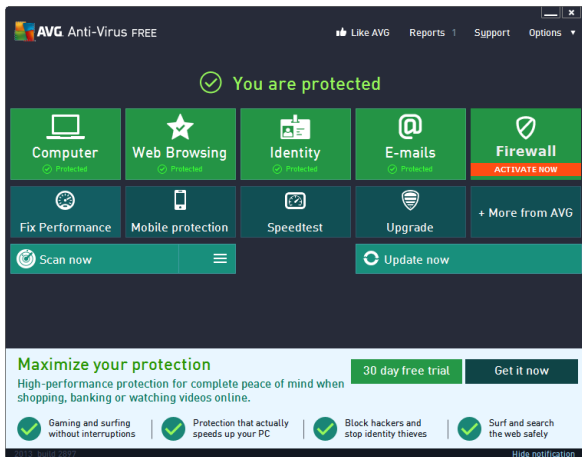 AVG. Anti-Virus FREE
Like AVG Reports 1 Support Options
You are protected
Computer Web Browsing Identity E-mails Firewall
Protected Protected Protected Protected ACTIVATE NOW
Fix Performance Mobile protection Speedtest Upgrade + More from AVG
Scan now Update now
Maximize your protection
30 day free trial Get it now
High-performance protection for complete peace of mind when
shopping, banking or watching videos online.
Gaming and surfing Protection that actually Block hackers and Surf and search
without interruptions speeds up your PC stop identity thieves the web safely
2013 build 2897 Hide notification